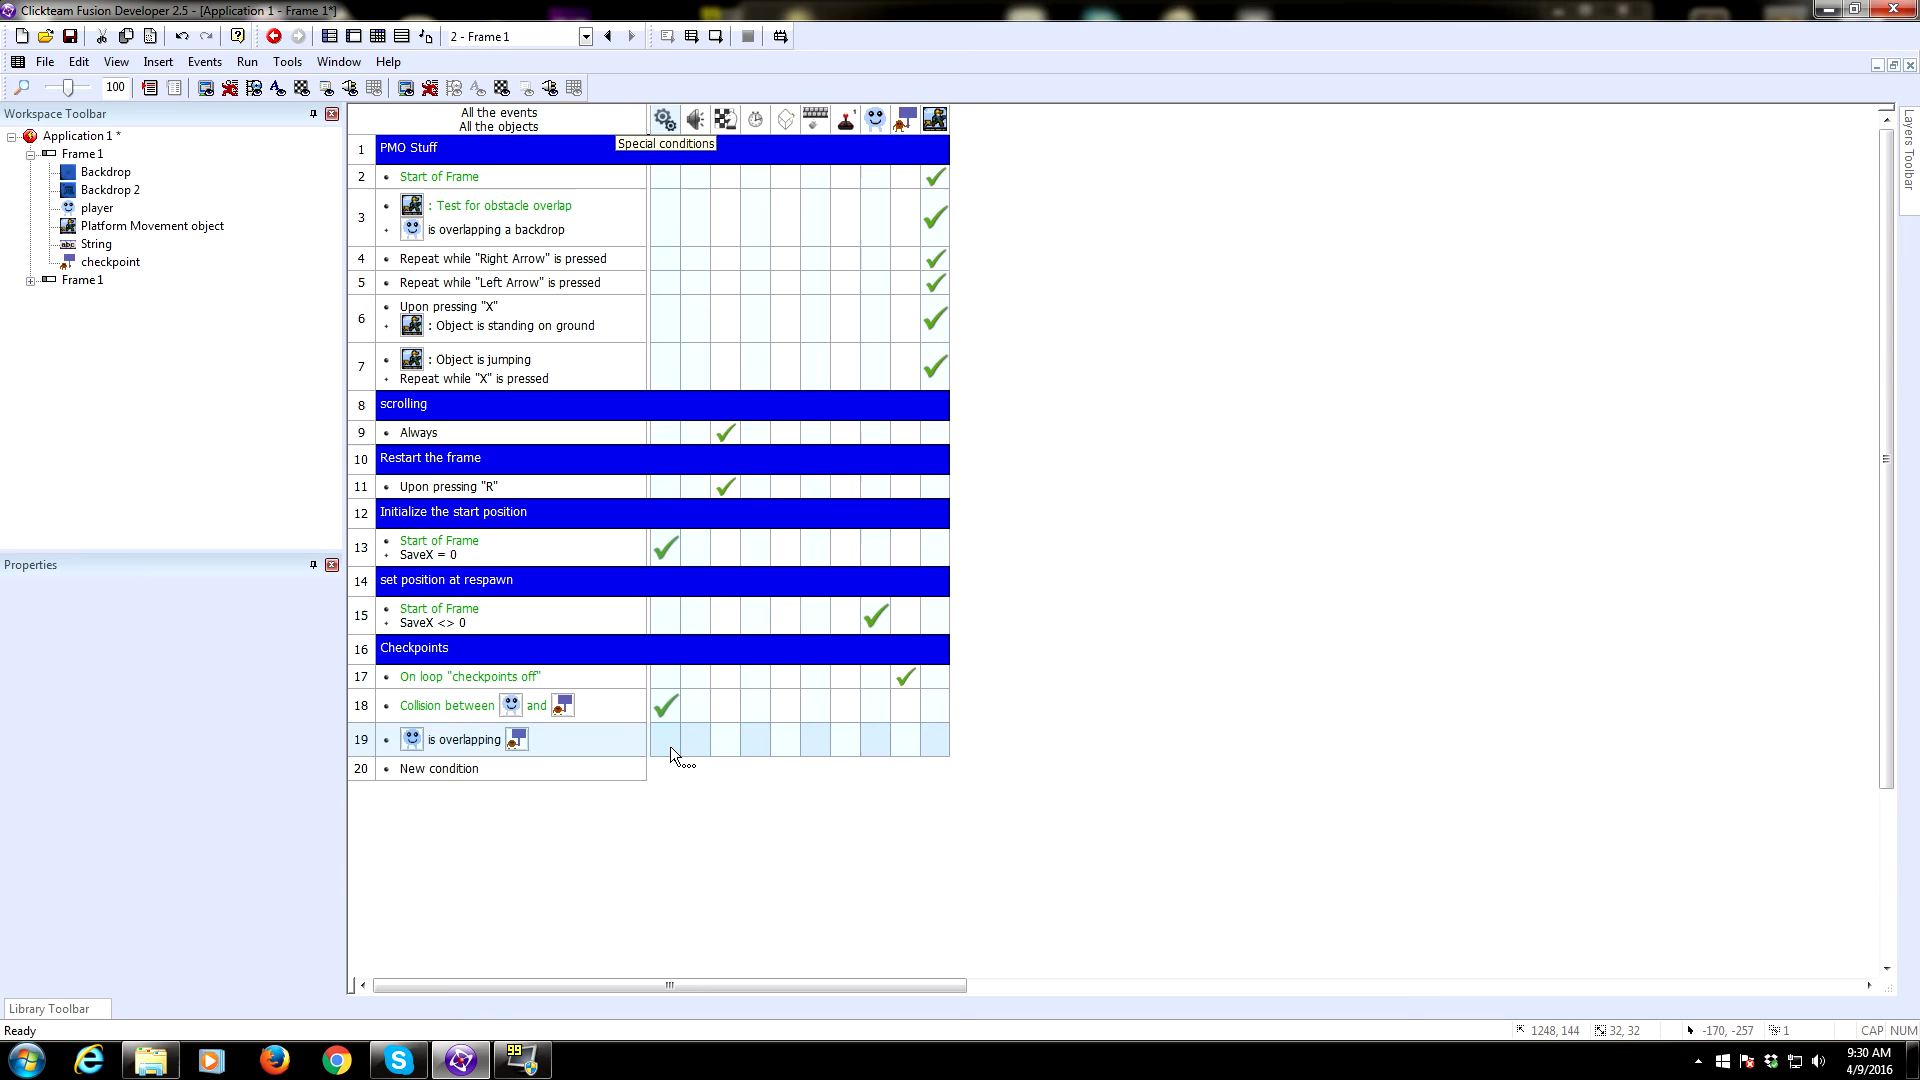 Clickteam Fusion Developer 2.5 - [Application 1 - Frame 1*]
2 - Frame 1
File Edit View Insert Events Run Tools Window Help
100
Workspace Toolbar
Application 1 *
Frame 1
Backdrop
Backdrop 2
player
Platform Movement object
String
checkpoint
Frame 1
Properties
Library Toolbar
Layers Toolbar
All the events
All the objects
Special conditions
1 PMO Stuff
2 Start of Frame
3 : Test for obstacle overlap
is overlapping a backdrop
4 Repeat while "Right Arrow" is pressed
5 Repeat while "Left Arrow" is pressed
6 Upon pressing "X"
: Object is standing on ground
7 : Object is jumping
Repeat while "X" is pressed
8 scrolling
9 Always
10 Restart the frame
11 Upon pressing "R"
12 Initialize the start position
13 Start of Frame
SaveX = 0
14 set position at respawn
15 Start of Frame
SaveX <> 0
16 Checkpoints
17 On loop "checkpoints off"
18 Collision between and
19 is overlapping
20 New condition
Ready
1248, 144 32, 32 -170, -257 1 CAP NUM
99
9:30 AM
4/9/2016